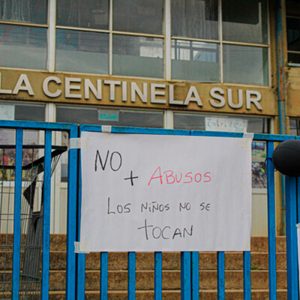 LA CENTINELA SUR
NO
+ ABUSOS
LOS NIÑOS NO SE
TOCAN